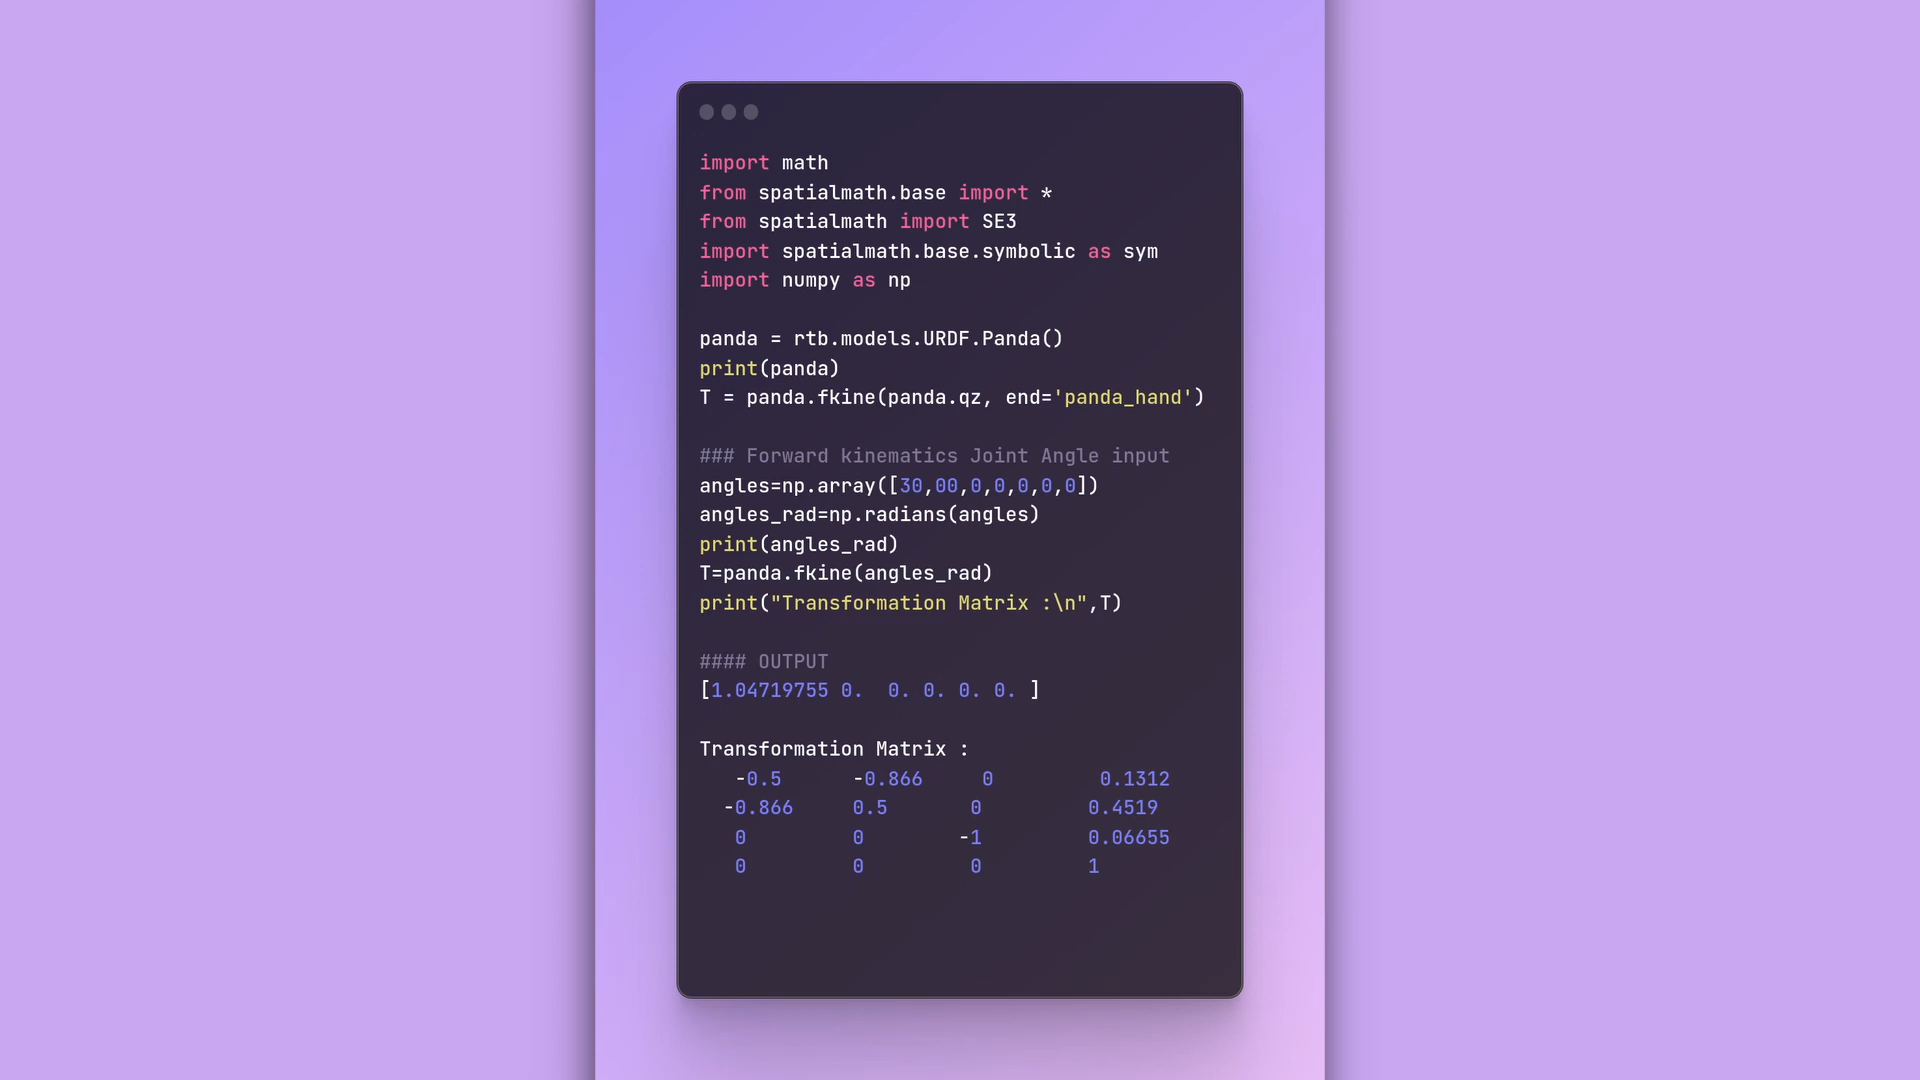 import math
from spatialmath.base import *
from spatialmath import SE3
import spatialmath.base.symbolic as sym
import numpy as np
panda = rtb.models.URDF.Panda()
print(panda)
T = panda.fkine(panda.qz, end='panda_hand')
### Forward kinematics Joint Angle input
angles=np.array([30,00,0,0,0,0,0])
angles_rad=np.radians(angles)
print(angles_rad)
T=panda.fkine(angles_rad)
print("Transformation Matrix :\n",T)
#### OUTPUT
[1.04719755 0.  0. 0. 0. 0. ]
Transformation Matrix :
-0.5 -0.866 0 0.1312
-0.866 0.5 0 0.4519
0 0 -1 0.06655
0 0 0 1